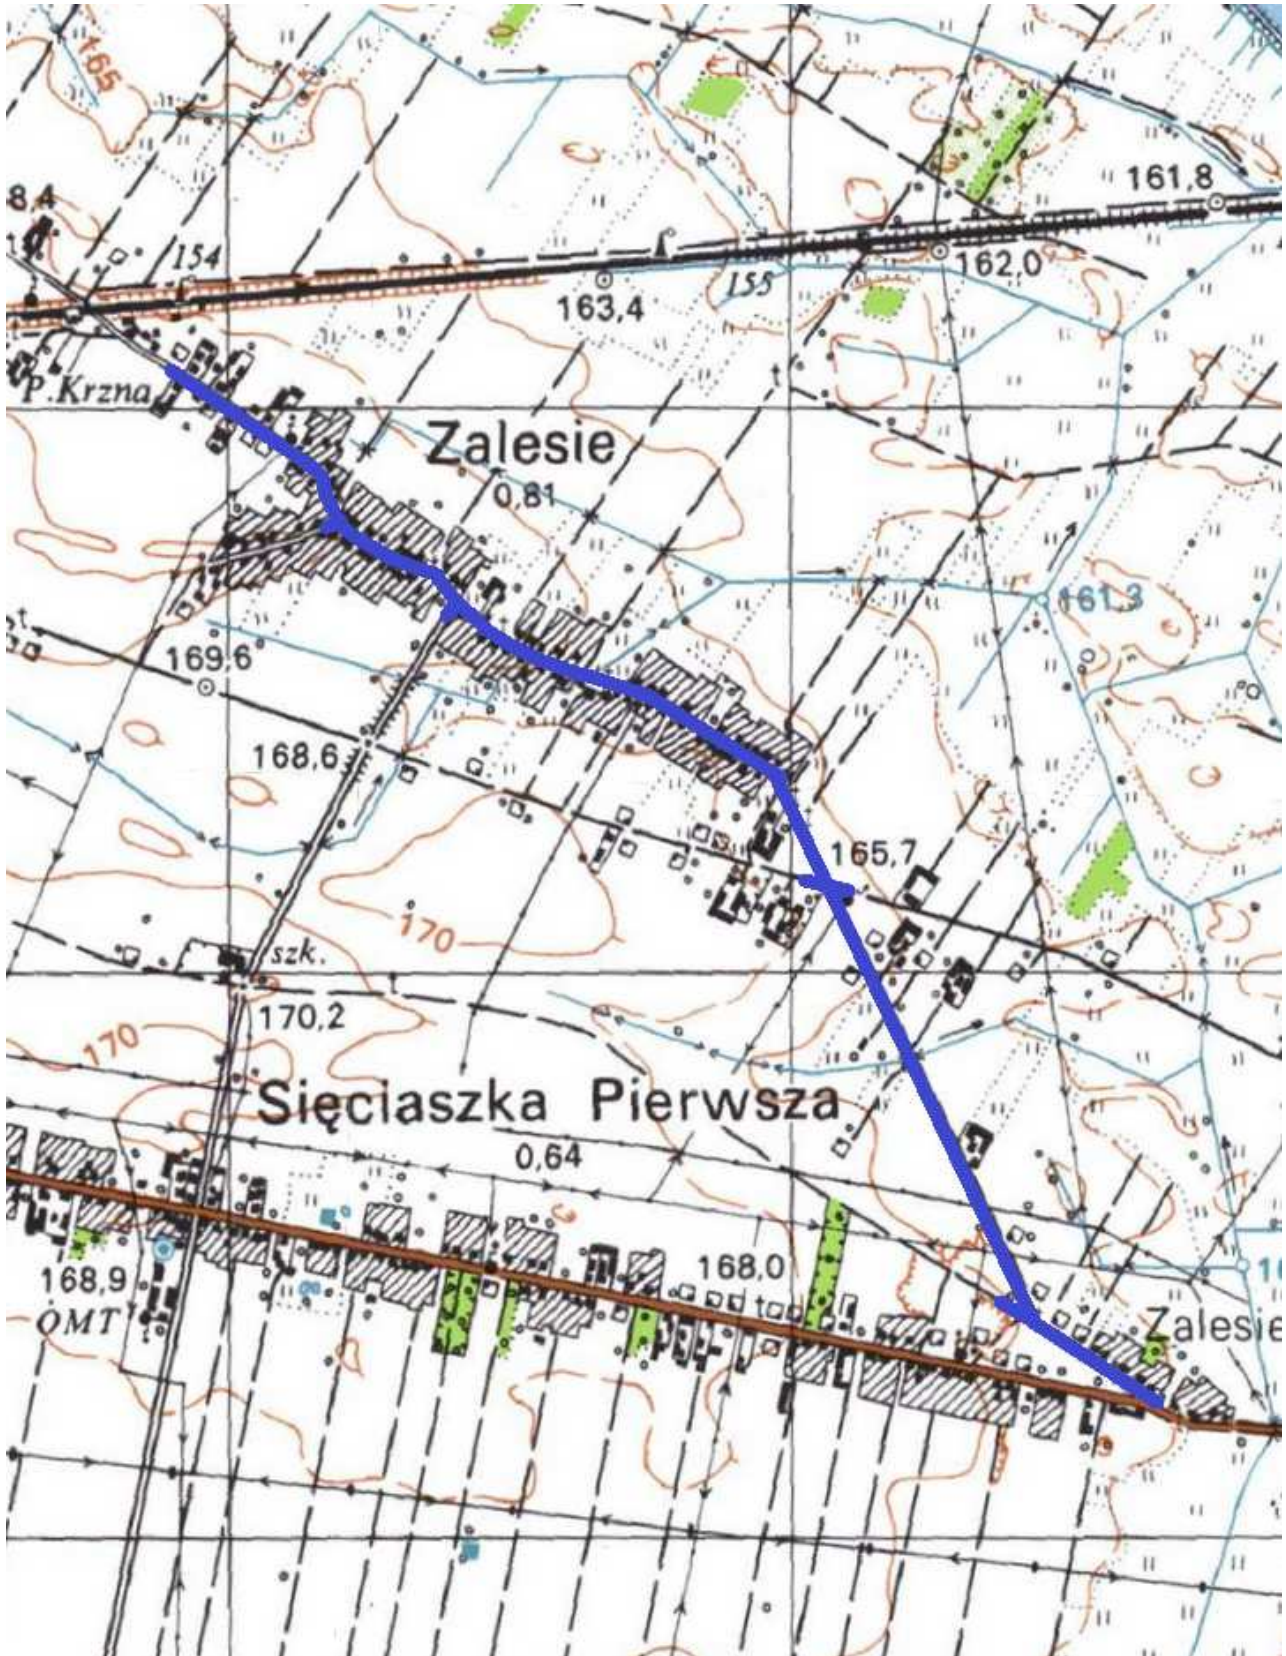 165
161,8
8,4
154
162,0
155
163,4
P. Krzna
t
Zalesie
0,81
161,3
t
169,6
168,6
165,7
170
szk.
t
170,2
170
Sięciaszka Pierwsza
0,64
168,0
168,9
t
OMT
Zalesie